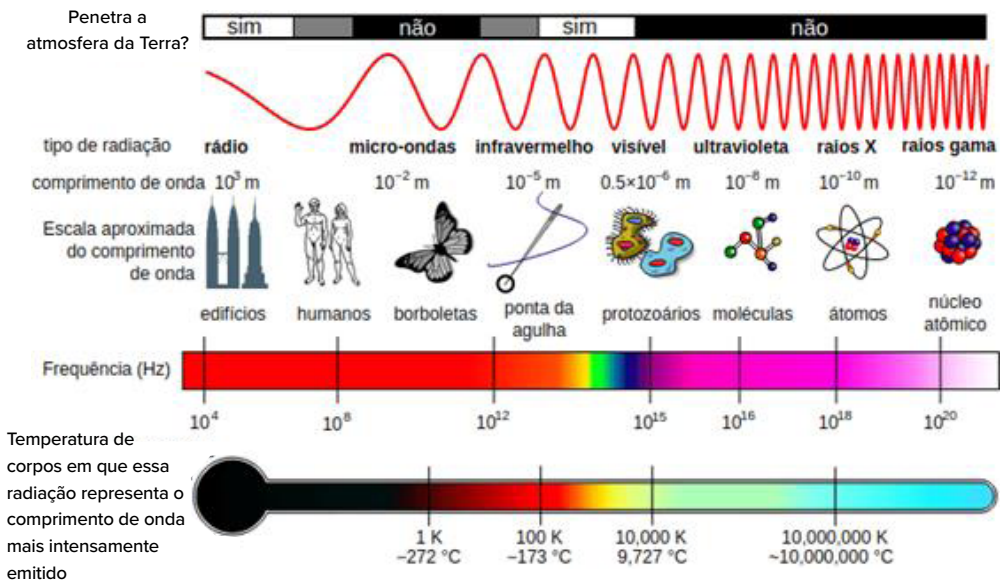 Penetra a
atmosfera da Terra?
sim não sim não
tipo de radiação rádio micro-ondas infravermelho visível ultravioleta raios X raios gama
comprimento de onda 10³ m 10⁻² m 10⁻⁵ m 0.5×10⁻⁶ m 10⁻⁸ m 10⁻¹⁰ m 10⁻¹² m
Escala aproximada
do comprimento
de onda
edifícios humanos borboletas ponta da
agulha
protozoários moléculas átomos núcleo
atômico
Frequência (Hz)
10⁴ 10⁸ 10¹² 10¹⁵ 10¹⁶ 10¹⁸ 10²⁰
Temperatura de
corpos em que essa
radiação representa o
comprimento de onda
mais intensamente
emitido
1 K 100 K 10,000 K 10,000,000 K
−272 °C −173 °C 9,727 °C ~10,000,000 °C